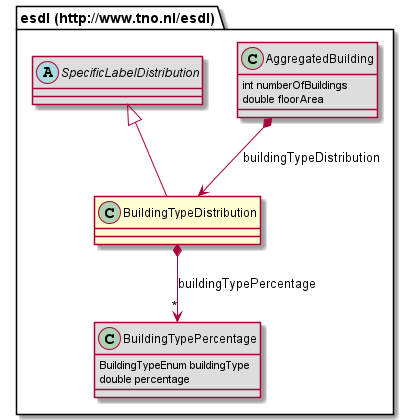 esdl (http://www.tno.nl/esdl)
A SpecificLabelDistribution
C AggregatedBuilding
int numberOfBuildings
double floorArea
buildingTypeDistribution
C BuildingTypeDistribution
buildingTypePercentage
*
C BuildingTypePercentage
BuildingTypeEnum buildingType
double percentage